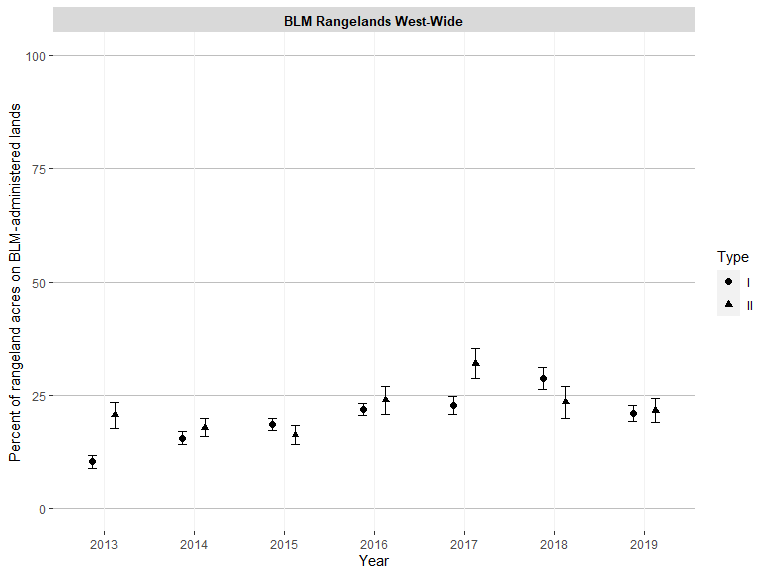 BLM Rangelands West-Wide
Percent of rangeland acres on BLM-administered lands
100
75
50
25
0
2013 2014 2015 2016 2017 2018 2019
Year
Type
I
II